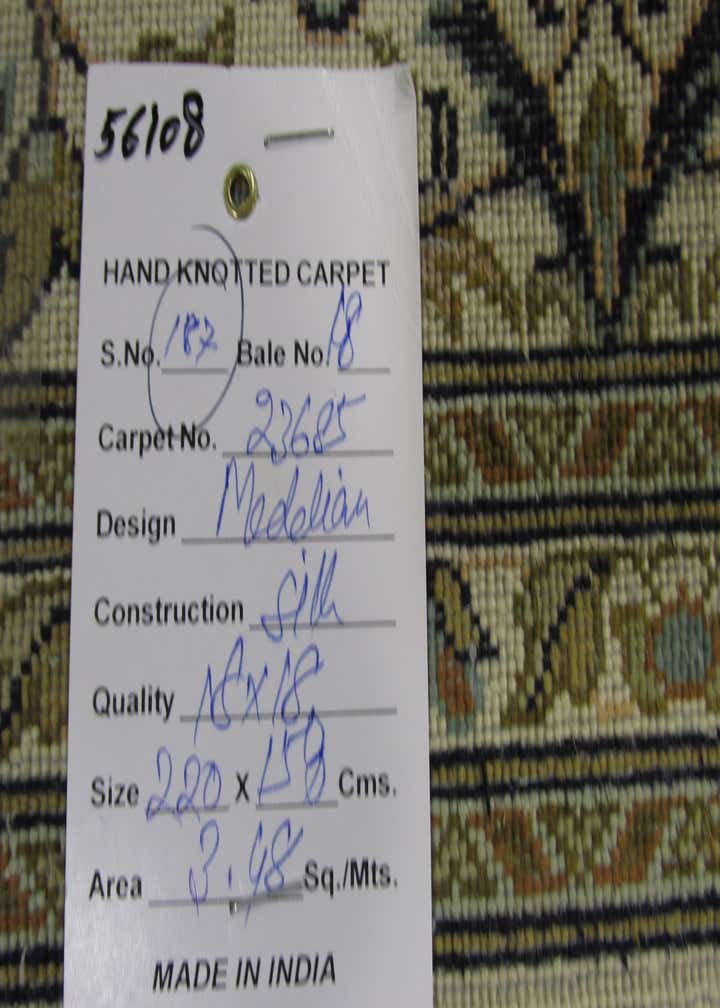 56108
HAND KNOTTED CARPET
S.No. 187 Bale No. 18
Carpet No. 23685
Design Medelian
Construction Silk
Quality 18x18
Size 220 x 158 Cms.
Area 3.48 Sq./Mts.
MADE IN INDIA